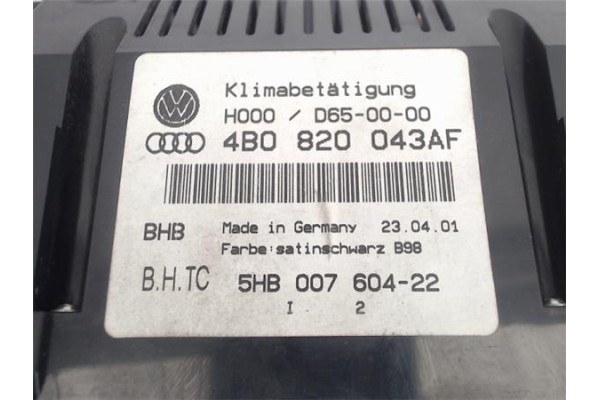 Klimabetätigung
H000 / D65-00-00
4B0 820 043AF
BHB Made in Germany 23.04.01
Farbe:satinschwarz B98
B.H.TC 5HB 007 604-22
I 2